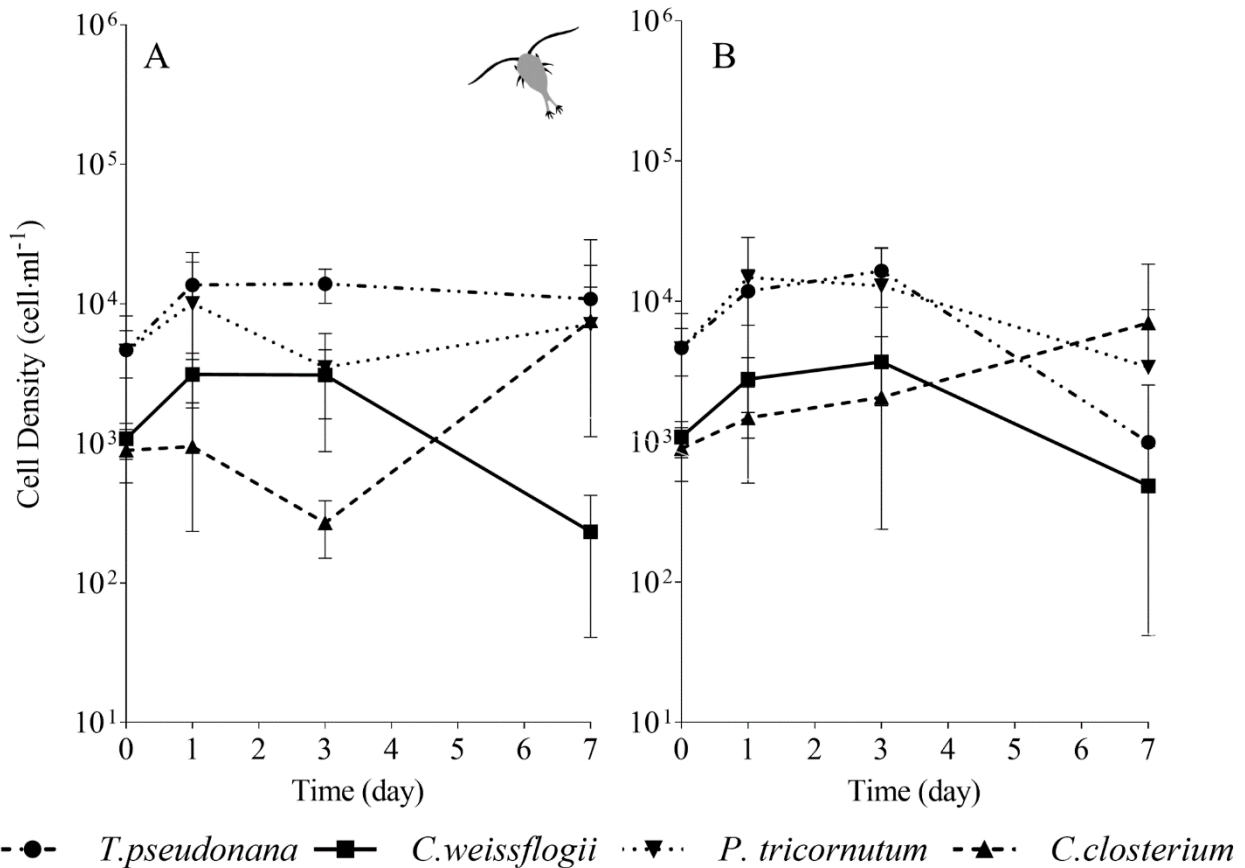 A
B
Cell Density (cell·ml⁻¹)
10⁶
10⁵
10⁴
10³
10²
10¹
10⁶
10⁵
10⁴
10³
10²
10¹
0 1 2 3 4 5 6 7
0 1 2 3 4 5 6 7
Time (day)
Time (day)
T.pseudonana C.weissflogii P. tricornutum C.closterium